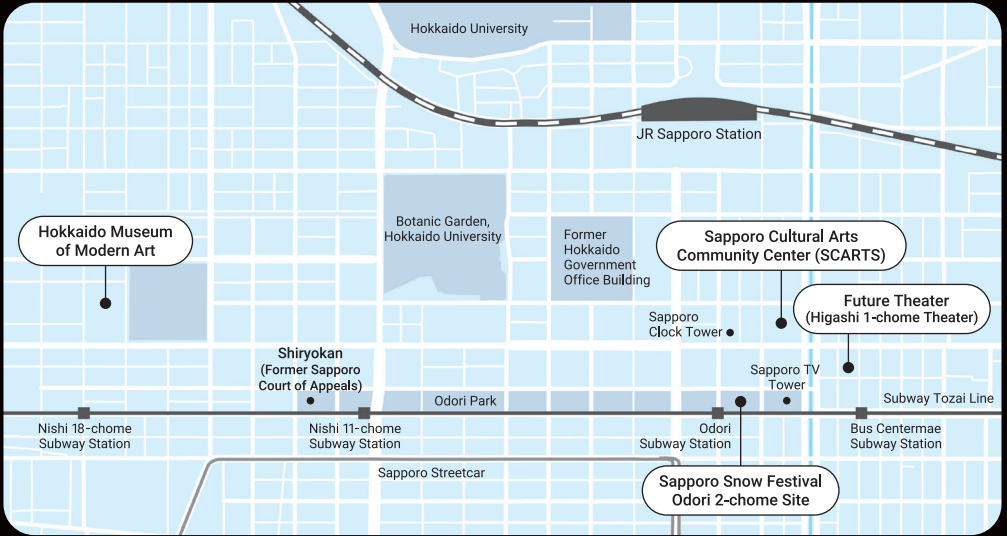 Hokkaido University
JR Sapporo Station
Botanic Garden,
Hokkaido University
Hokkaido Museum
of Modern Art
Former
Hokkaido
Government
Office Building
Sapporo Cultural Arts
Community Center (SCARTS)
Future Theater
(Higashi 1-chome Theater)
Sapporo
Clock Tower
Shiryokan
(Former Sapporo
Court of Appeals)
Sapporo TV
Tower
Odori Park
Subway Tozai Line
Nishi 18-chome
Subway Station
Nishi 11-chome
Subway Station
Odori
Subway Station
Bus Centermae
Subway Station
Sapporo Streetcar
Sapporo Snow Festival
Odori 2-chome Site